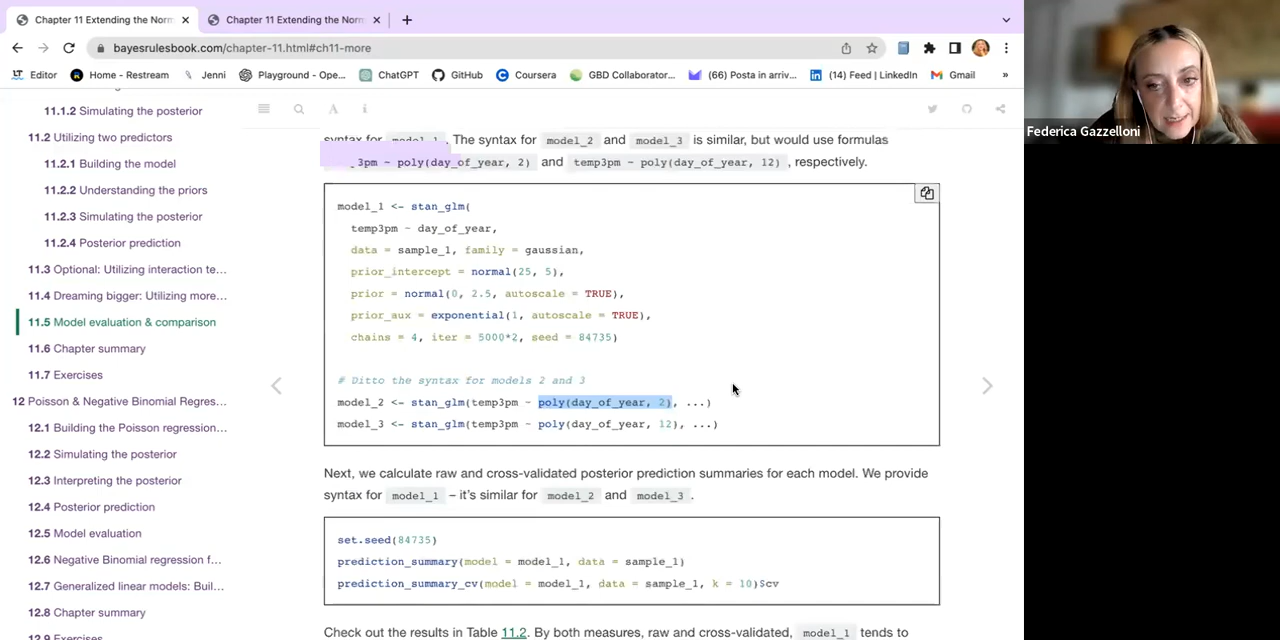 Chapter 11 Extending the Norm
Chapter 11 Extending the Norm
bayesrulesbook.com/chapter-11.html#ch11-more
Editor
Home - Restream
Jenni
Playground - Ope...
ChatGPT
GitHub
Coursera
GBD Collaborator...
(66) Posta in arriv...
(14) Feed | LinkedIn
Gmail
»
11.1.2 Simulating the posterior
11.2 Utilizing two predictors
11.2.1 Building the model
11.2.2 Understanding the priors
11.2.3 Simulating the posterior
11.2.4 Posterior prediction
11.3 Optional: Utilizing interaction te...
11.4 Dreaming bigger: Utilizing more...
11.5 Model evaluation & comparison
11.6 Chapter summary
11.7 Exercises
12 Poisson & Negative Binomial Regres...
12.1 Building the Poisson regression...
12.2 Simulating the posterior
12.3 Interpreting the posterior
12.4 Posterior prediction
12.5 Model evaluation
12.6 Negative Binomial regression f...
12.7 Generalized linear models: Buil...
12.8 Chapter summary
12.9 Exercises
syntax for model_1. The syntax for model_2 and model_3 is similar, but would use formulas
_3pm ~ poly(day_of_year, 2) and temp3pm ~ poly(day_of_year, 12), respectively.
model_1 <- stan_glm(
temp3pm ~ day_of_year,
data = sample_1, family = gaussian,
prior_intercept = normal(25, 5),
prior = normal(0, 2.5, autoscale = TRUE),
prior_aux = exponential(1, autoscale = TRUE),
chains = 4, iter = 5000*2, seed = 84735)
# Ditto the syntax for models 2 and 3
model_2 <- stan_glm(temp3pm ~ poly(day_of_year, 2), ...)
model_3 <- stan_glm(temp3pm ~ poly(day_of_year, 12), ...)
Next, we calculate raw and cross-validated posterior prediction summaries for each model. We provide
syntax for model_1 – it's similar for model_2 and model_3.
set.seed(84735)
prediction_summary(model = model_1, data = sample_1)
prediction_summary_cv(model = model_1, data = sample_1, k = 10)$cv
Check out the results in Table 11.2. By both measures, raw and cross-validated, model_1 tends to
Federica Gazzelloni